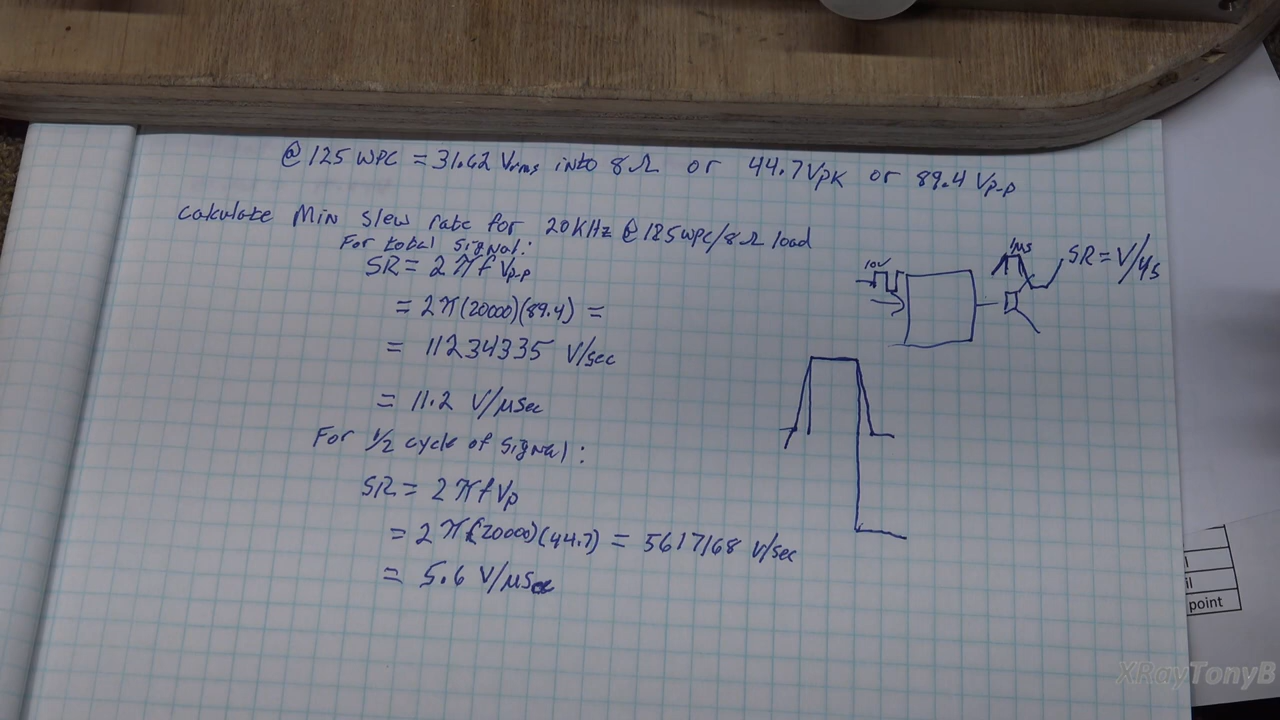 @ 125 WPC = 31.62 Vrms into 8Ω or 44.7 Vpk or 89.4 Vp-p
Calculate Min Slew rate for 20KHz @ 125WPC/8Ω load
For total signal:
SR = 2πf Vp-p
= 2π(20000)(89.4) =
= 11234335 V/sec
= 11.2 V/μsec
For 1/2 cycle of signal:
SR = 2πf Vp
= 2π(20000)(44.7) = 5617168 V/sec
= 5.6 V/μsec
10V
1μs
SR = V/μs
il
point
XRayTonyB